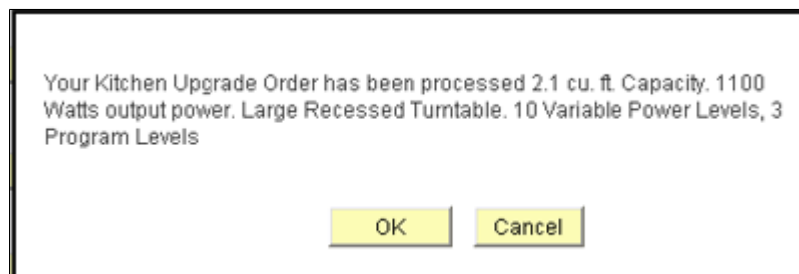 Your Kitchen Upgrade Order has been processed 2.1 cu. ft. Capacity. 1100
Watts output power. Large Recessed Turntable. 10 Variable Power Levels, 3
Program Levels
OK Cancel